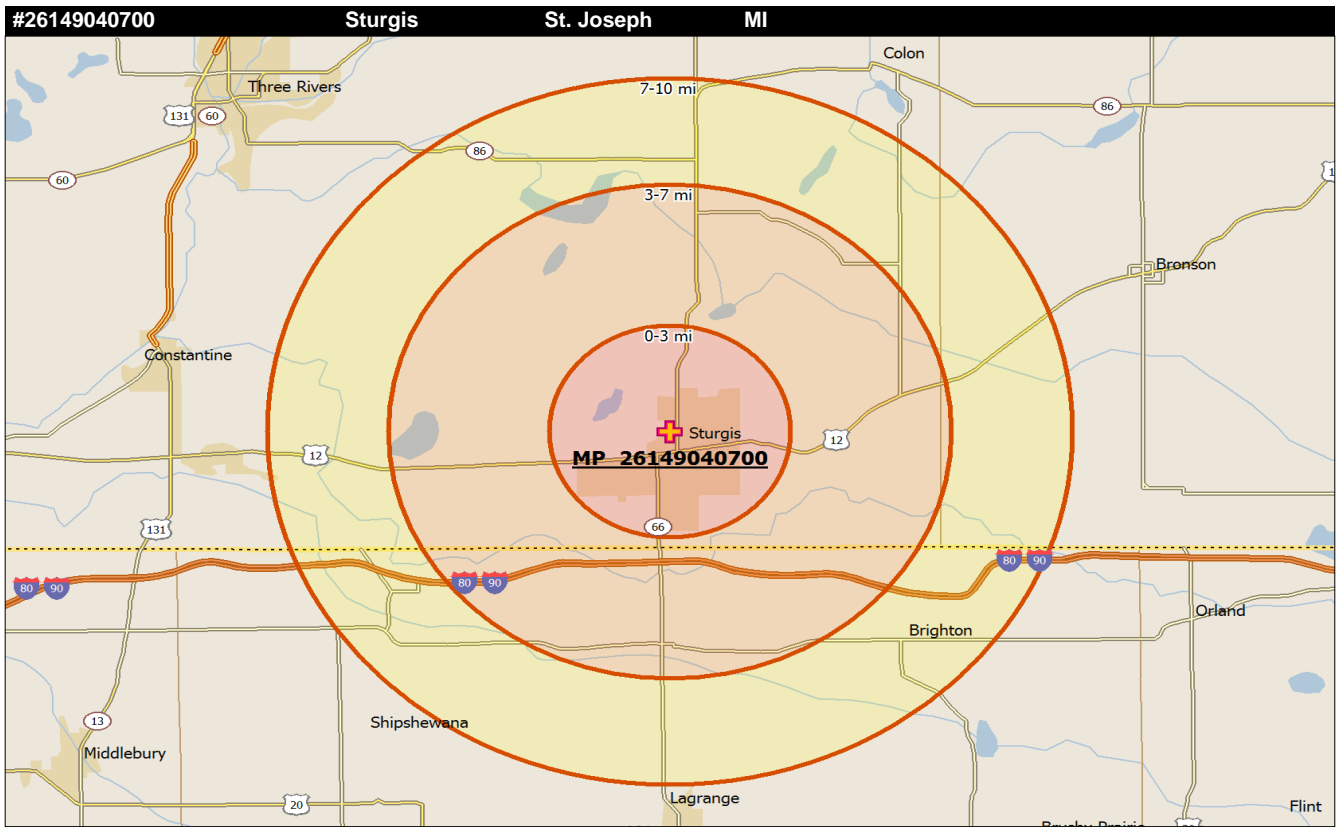 #26149040700 Sturgis St. Joseph MI
Colon
Three Rivers
7-10 mi
86
131 60
86
60
1
3-7 mi
Bronson
0-3 mi
Constantine
Sturgis
12
12
MP 26149040700
66
131
80 90
80 90
80 90
Orland
Brighton
13
Shipshewana
Middlebury
Lagrange
20
Flint